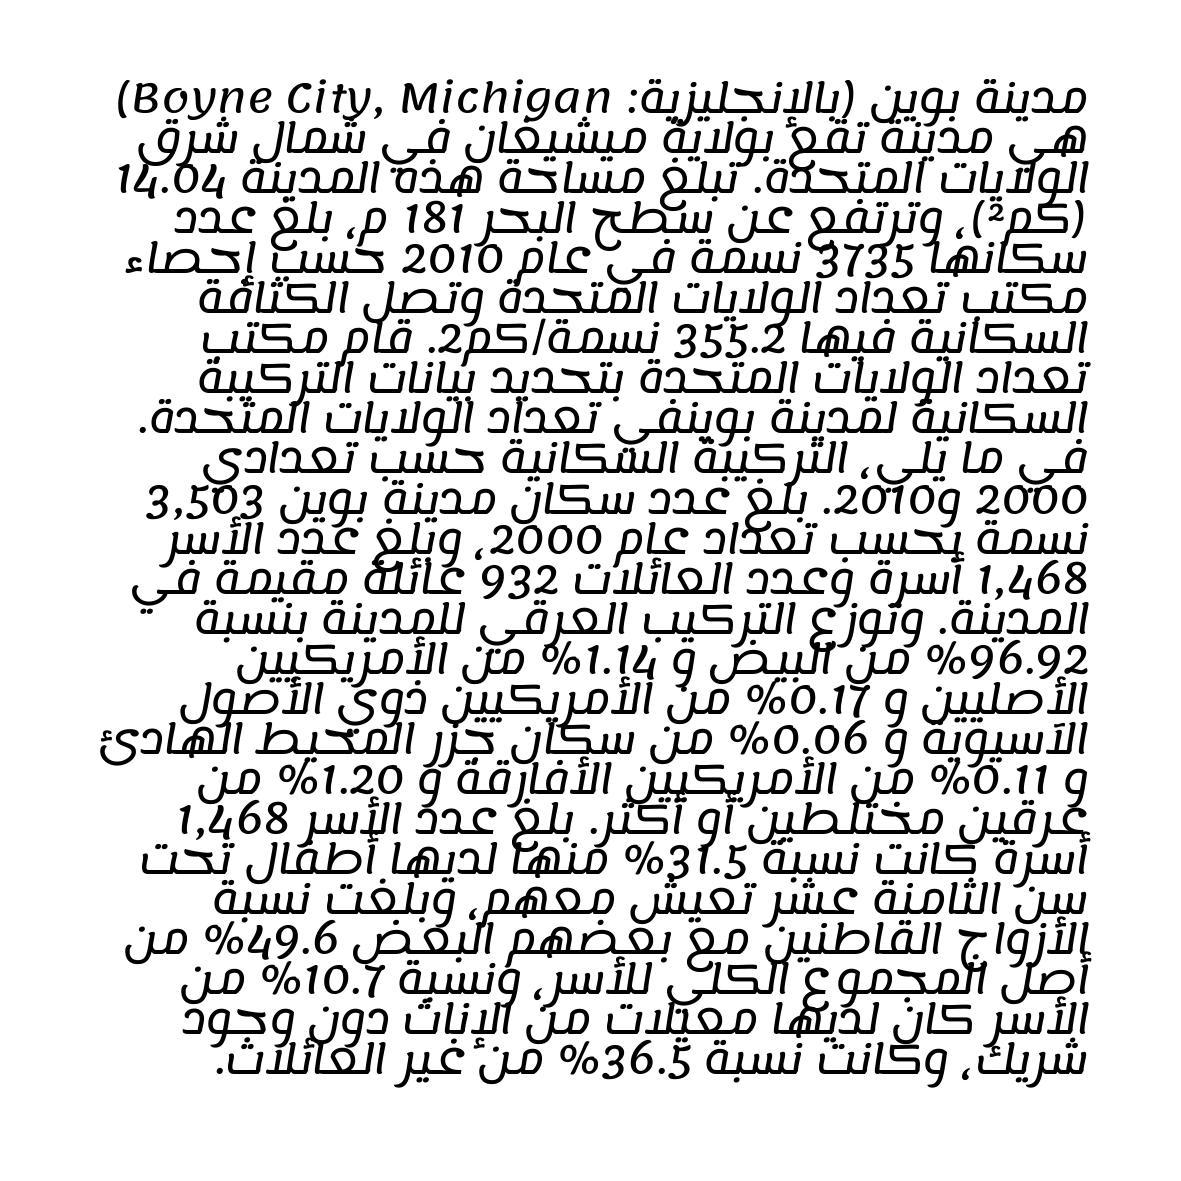 مدينة بوين (بالإنجليزية: Boyne City, Michigan)
هي مدينة تقع بولاية ميشيغان في شمال شرق
الولايات المتحدة. تبلغ مساحة هذه المدينة 14.04
(كم²)، وترتفع عن سطح البحر 181 م، بلغ عدد
سكانها 3735 نسمة في عام 2010 حسب إحصاء
مكتب تعداد الولايات المتحدة وتصل الكثافة
السكانية فيها 355.2 نسمة/كم2. قام مكتب
تعداد الولايات المتحدة بتحديد بيانات التركيبة
السكانية لمدينة بوينفي تعداد الولايات المتحدة.
في ما يلي، التركيبة السكانية حسب تعدادي
2000 و2010. بلغ عدد سكان مدينة بوين 3,503
نسمة بحسب تعداد عام 2000، وبلغ عدد الأسر
1,468 أسرة وعدد العائلات 932 عائلة مقيمة في
المدينة. وتوزع التركيب العرقي للمدينة بنسبة
96.92% من البيض و 1.14% من الأمريكيين
الأصليين و 0.17% من الأمريكيين ذوي الأصول
الآسيوية و 0.06% من سكان جزر المحيط الهادئ
و 0.11% من الأمريكيين الأفارقة و 1.20% من
عرقين مختلطين أو أكثر. بلغ عدد الأسر 1,468
أسرة كانت نسبة 31.5% منها لديها أطفال تحت
سن الثامنة عشر تعيش معهم، وبلغت نسبة
الأزواج القاطنين مع بعضهم البعض 49.6% من
أصل المجموع الكلي للأسر، ونسبة 10.7% من
الأسر كان لديها معيلات من الإناث دون وجود
شريك، وكانت نسبة 36.5% من غير العائلات.